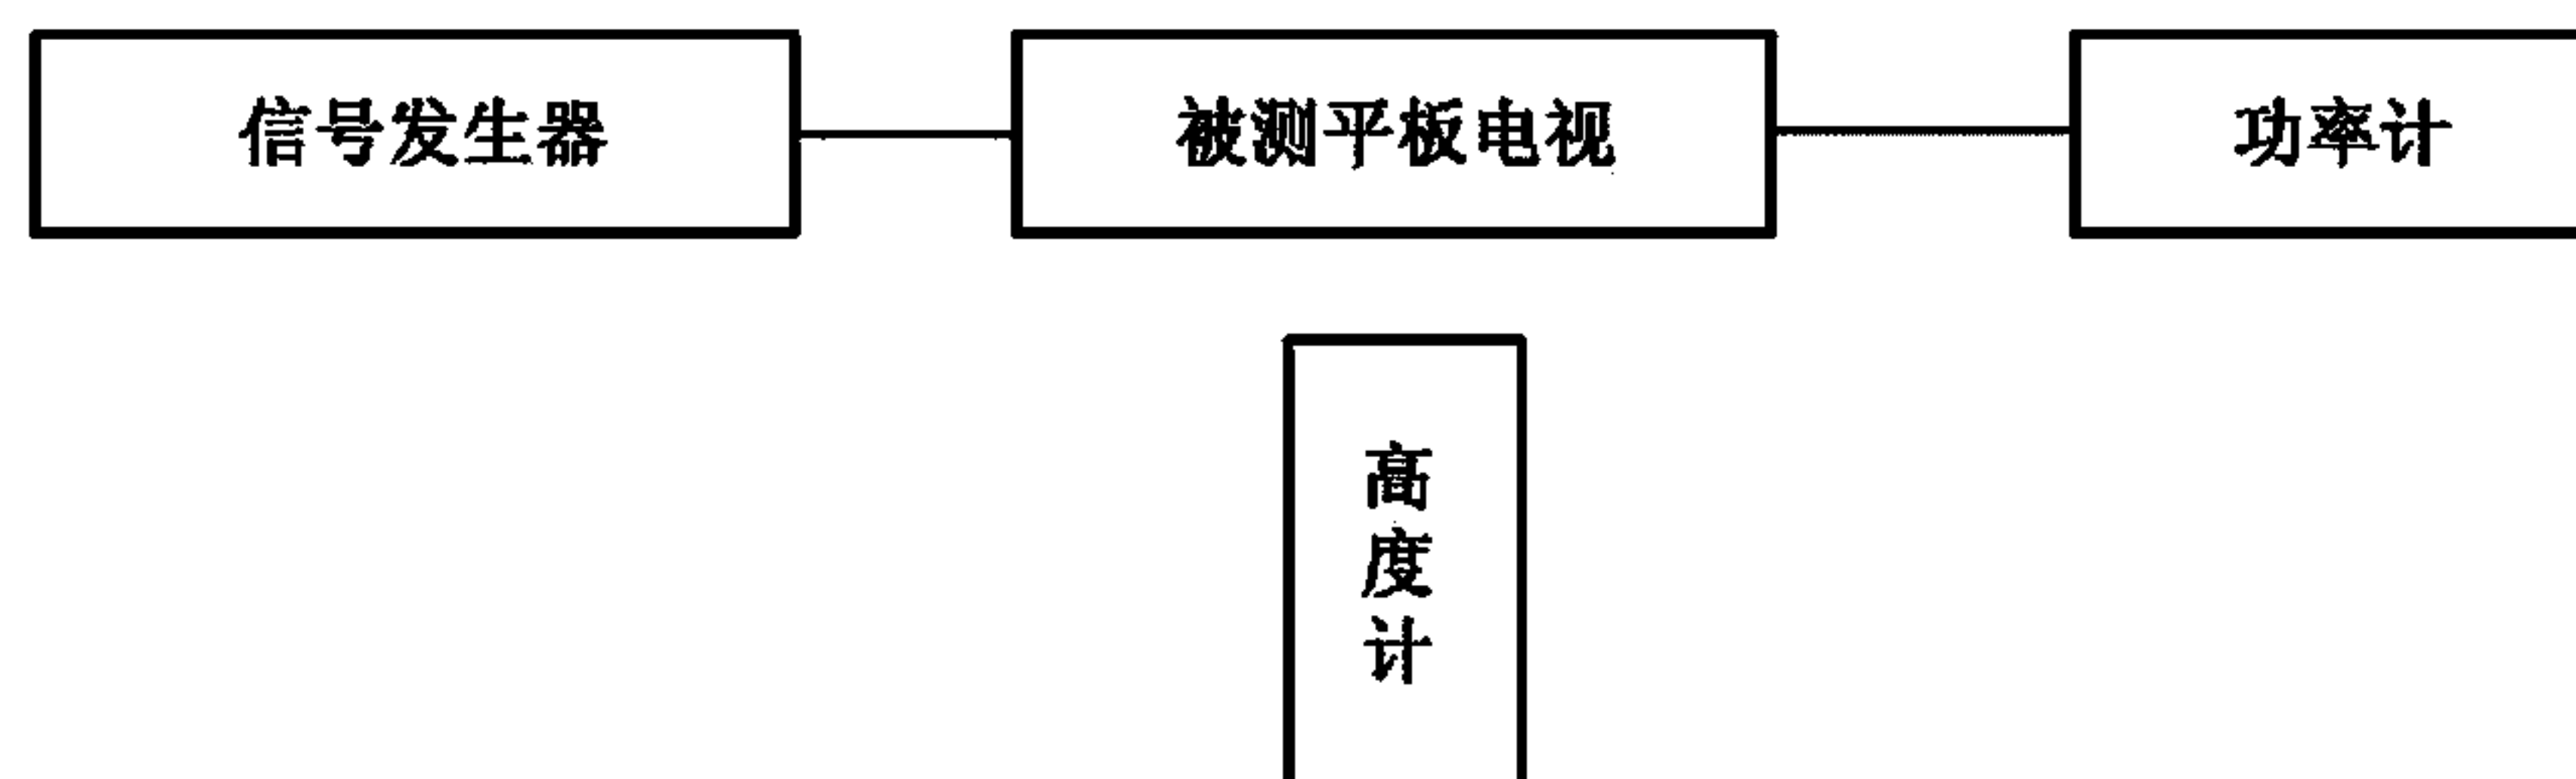 信号发生器
被测平板电视
功率计
高
度
计